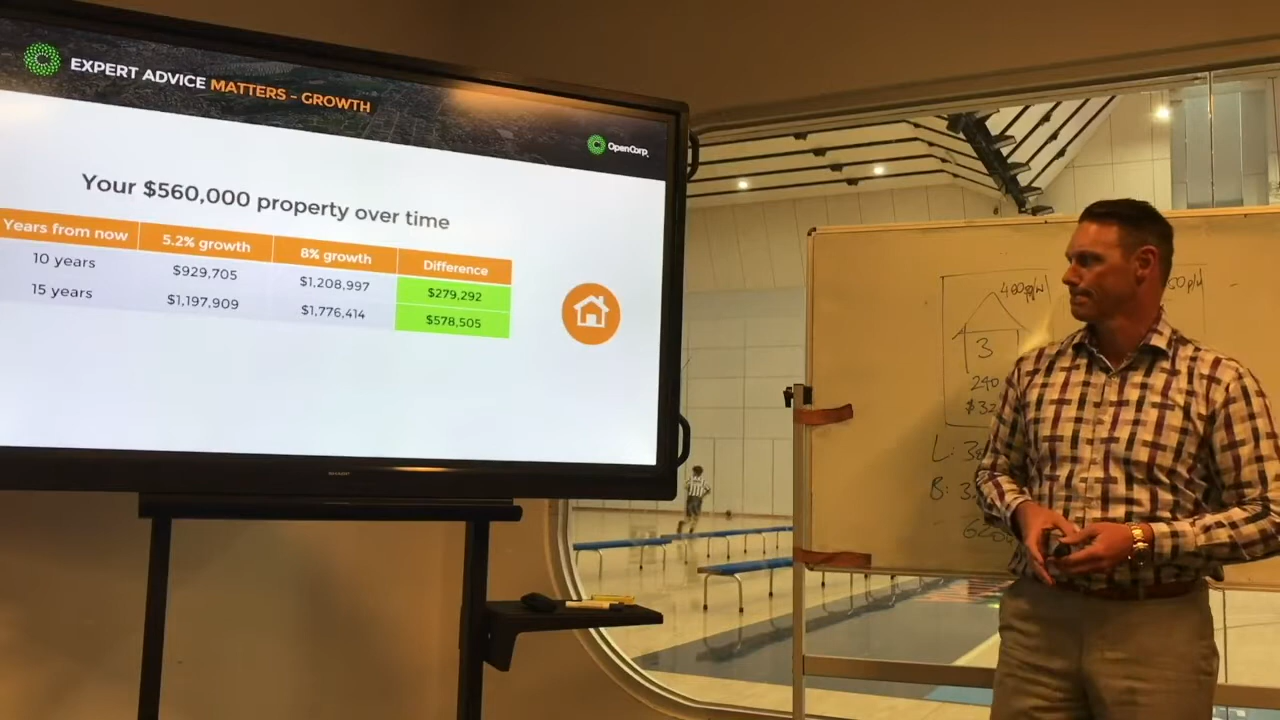 EXPERT ADVICE MATTERS – GROWTH
OpenCorp
Your $560,000 property over time
Years from now 5.2% growth 8% growth Difference
10 years $929,705 $1,208,997 $279,292
15 years $1,197,909 $1,776,414 $578,505
SHARP
3
240
L:
B: